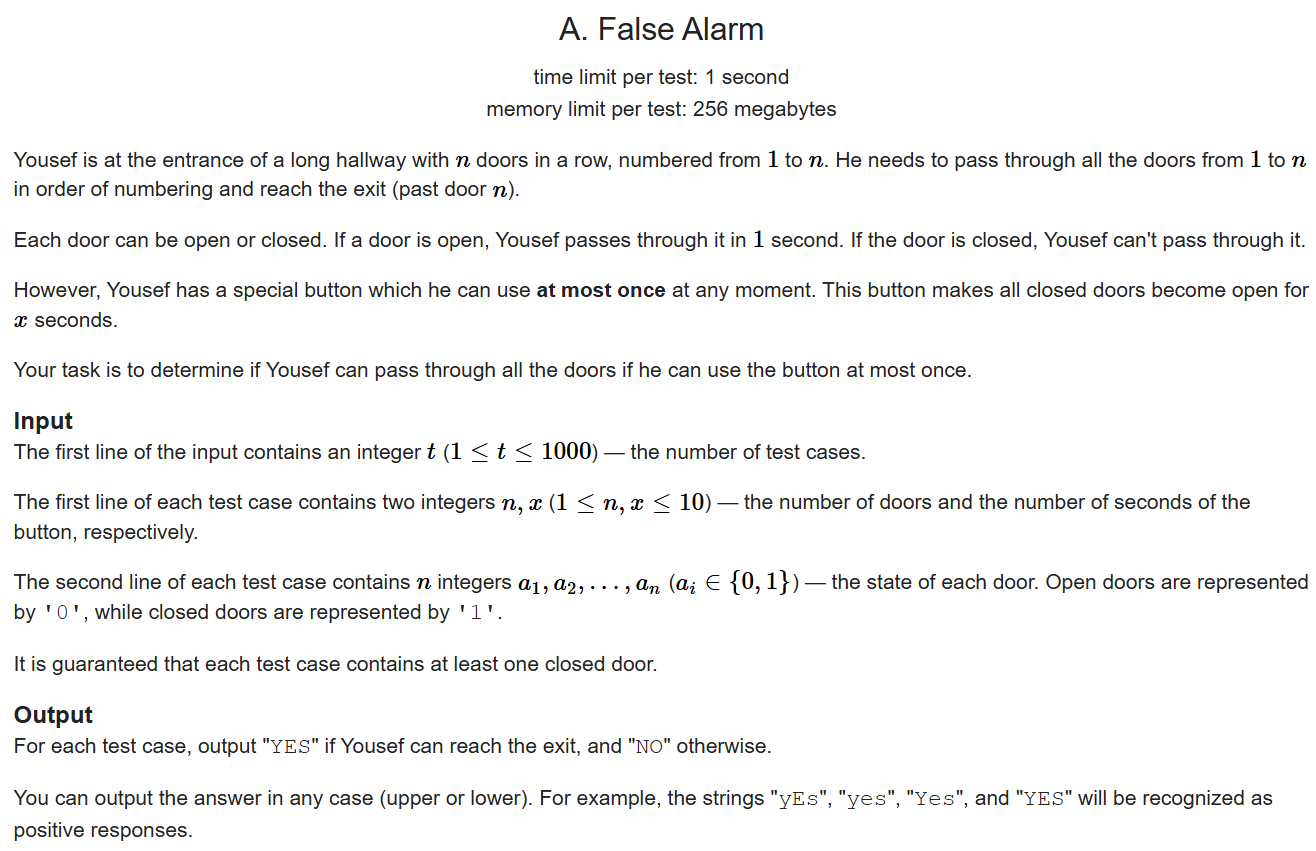 A. False Alarm
time limit per test: 1 second
memory limit per test: 256 megabytes
Yousef is at the entrance of a long hallway with n doors in a row, numbered from 1 to n. He needs to pass through all the doors from 1 to n
in order of numbering and reach the exit (past door n).
Each door can be open or closed. If a door is open, Yousef passes through it in 1 second. If the door is closed, Yousef can't pass through it.
However, Yousef has a special button which he can use at most once at any moment. This button makes all closed doors become open for
x seconds.
Your task is to determine if Yousef can pass through all the doors if he can use the button at most once.
Input
The first line of the input contains an integer t (1 ≤ t ≤ 1000) — the number of test cases.
The first line of each test case contains two integers n, x (1 ≤ n, x ≤ 10) — the number of doors and the number of seconds of the
button, respectively.
The second line of each test case contains n integers a₁, a₂, . . . , aₙ (aᵢ ∈ {0, 1}) — the state of each door. Open doors are represented
by '0', while closed doors are represented by '1'.
It is guaranteed that each test case contains at least one closed door.
Output
For each test case, output "YES" if Yousef can reach the exit, and "NO" otherwise.
You can output the answer in any case (upper or lower). For example, the strings "yEs", "yes", "Yes", and "YES" will be recognized as
positive responses.